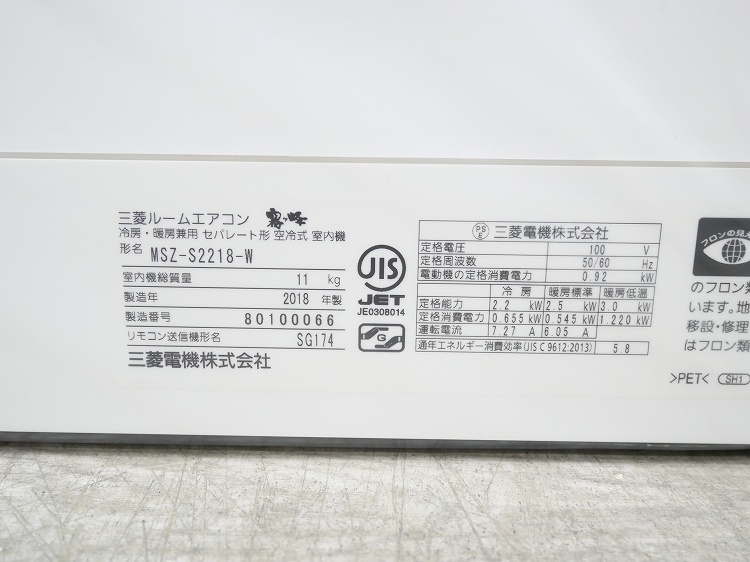 三菱ルームエアコン 霧ヶ峰
冷房・暖房兼用 セパレート形 空冷式 室内機
形名 MSZ-S2218-W
室内機総質量 11 kg
製造年 2018 年製
製造番号 80100066
リモコン送信機形名 SG174
三菱電機株式会社
JIS
JET
JE0308014
G
PS E 三菱電機株式会社
定格電圧 100 V
定格周波数 50/60 Hz
電動機の定格消費電力 0.92 kW
冷房 暖房標準 暖房低温
定格能力 2.2 kW 2.5 kW 3.0 kW
定格消費電力 0.655 kW 0.545 kW 1.220 kW
運転電流 7.27 A 6.05 A
通年エネルギー消費効率(JIS C 9612:2013) 5.8
フロンの見え
のフロン類
います。地
移設・修理
はフロン類
>PET< SH1